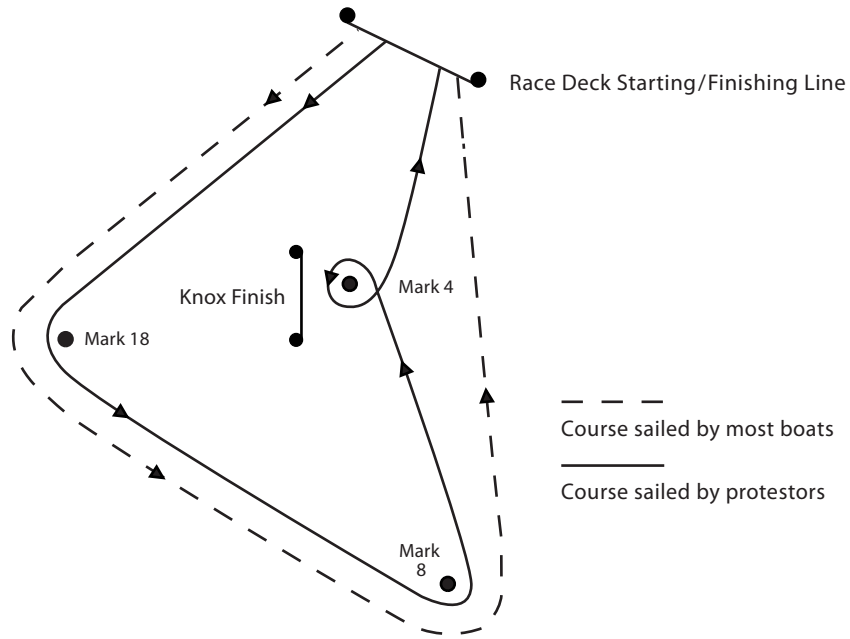 Race Deck Starting/Finishing Line
Knox Finish
Mark 4
Mark 18
Course sailed by most boats
Course sailed by protestors
Mark
8